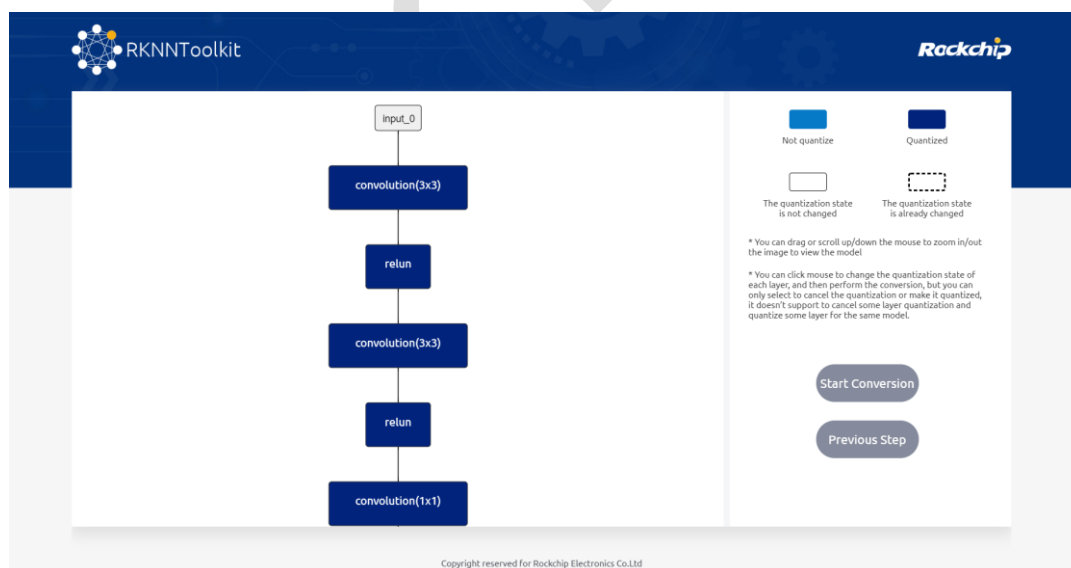 RKNNToolkit
Rockchip
input_0
convolution(3x3)
relun
convolution(3x3)
relun
convolution(1x1)
Not quantize
Quantized
The quantization state
is not changed
The quantization state
is already changed
* You can drag or scroll up/down the mouse to zoom in/out
the image to view the model
* You can click mouse to change the quantization state of
each layer, and then perform the conversion, but you can
only select to cancel the quantization or make it quantized,
it doesn't support to cancel some layer quantization and
quantize some layer for the same model.
Start Conversion
Previous Step
Copyright reserved for Rockchip Electronics Co.Ltd